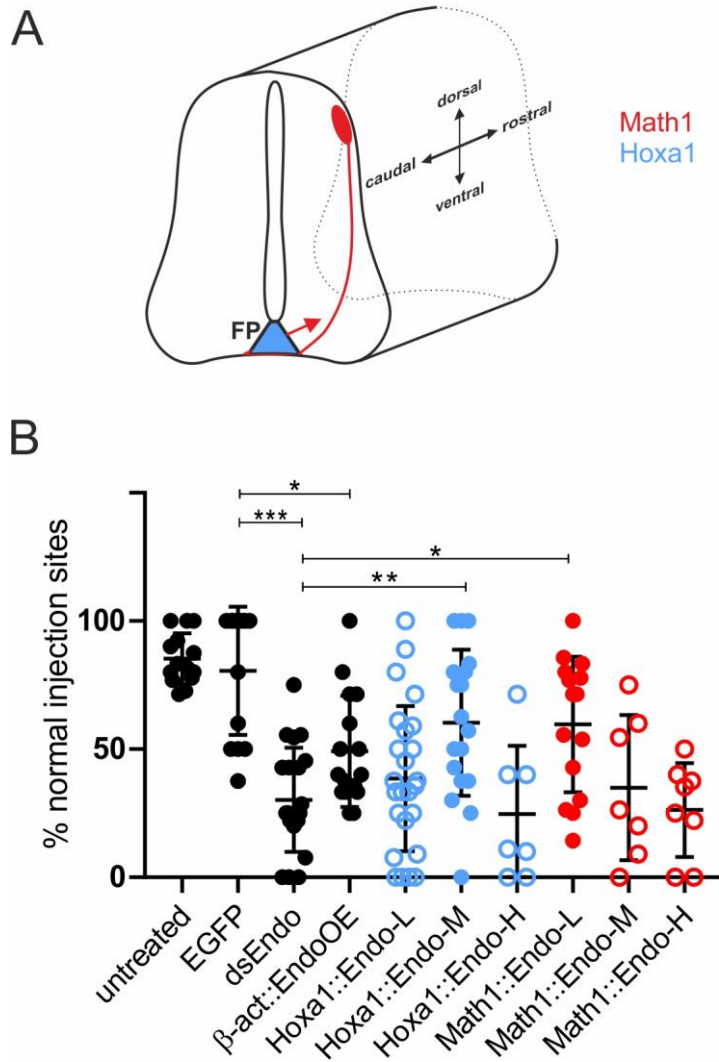 A
dorsal
rostral
caudal
ventral
Math1
Hoxa1
FP
B
*
***
*
**
% normal injection sites
100
50
0
untreated
EGFP
dsEndo
β-act::EndoOE
Hoxa1::Endo-L
Hoxa1::Endo-M
Hoxa1::Endo-H
Math1::Endo-L
Math1::Endo-M
Math1::Endo-H